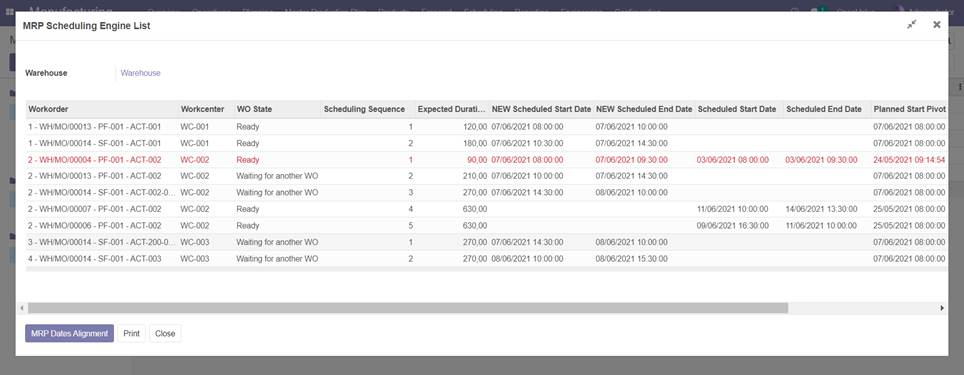 MRP Scheduling Engine List
Warehouse Warehouse
Workorder Workcenter WO State Scheduling Sequence Expected Durati... NEW Scheduled Start Date NEW Scheduled End Date Scheduled Start Date Scheduled End Date Planned Start Pivot
1 - WH/MO/00013 - PF-001 - ACT-001 WC-001 Ready 1 120,00 07/06/2021 08:00:00 07/06/2021 10:00:00 07/06/2021 08:00:00
1 - WH/MO/00014 - SF-001 - ACT-001 WC-001 Ready 2 180,00 07/06/2021 10:30:00 07/06/2021 14:30:00 07/06/2021 08:00:00
2 - WH/MO/00004 - PF-001 - ACT-002 WC-002 Ready 1 90,00 07/06/2021 08:00:00 07/06/2021 09:30:00 03/06/2021 08:00:00 03/06/2021 09:30:00 24/05/2021 09:14:54
2 - WH/MO/00013 - PF-001 - ACT-002 WC-002 Waiting for another WO 2 210,00 07/06/2021 10:00:00 07/06/2021 14:30:00 07/06/2021 08:00:00
2 - WH/MO/00014 - SF-001 - ACT-002-0... WC-002 Waiting for another WO 3 270,00 07/06/2021 14:30:00 08/06/2021 10:00:00 07/06/2021 08:00:00
2 - WH/MO/00007 - PF-001 - ACT-002 WC-002 Ready 4 630,00 11/06/2021 10:00:00 14/06/2021 13:30:00 25/05/2021 08:00:00
2 - WH/MO/00006 - PF-001 - ACT-002 WC-002 Ready 5 630,00 09/06/2021 16:30:00 11/06/2021 10:00:00 25/05/2021 08:00:00
3 - WH/MO/00014 - SF-001 - ACT-200-0... WC-003 Waiting for another WO 1 270,00 07/06/2021 14:30:00 08/06/2021 10:00:00 07/06/2021 08:00:00
4 - WH/MO/00014 - SF-001 - ACT-003 WC-003 Waiting for another WO 2 270,00 08/06/2021 10:00:00 08/06/2021 15:30:00 07/06/2021 08:00:00
MRP Dates Alignment Print Close